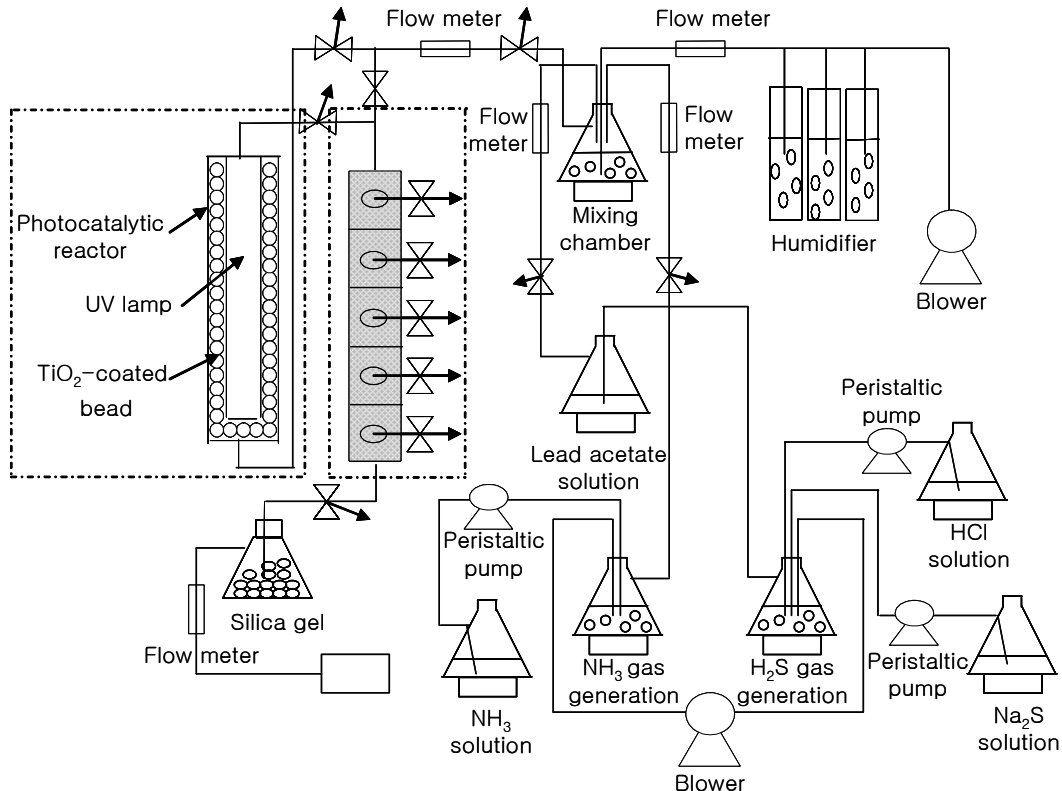 Flow meter
Flow meter
Flow
meter
Flow
meter
Mixing
chamber
Humidifier
Blower
Photocatalytic
reactor
UV lamp
TiO₂-coated
bead
Lead acetate
solution
Peristaltic
pump
HCl
solution
Peristaltic
pump
Silica gel
Flow meter
NH₃ gas
generation
H₂S gas
generation
Peristaltic
pump
NH₃
solution
Na₂S
solution
Blower